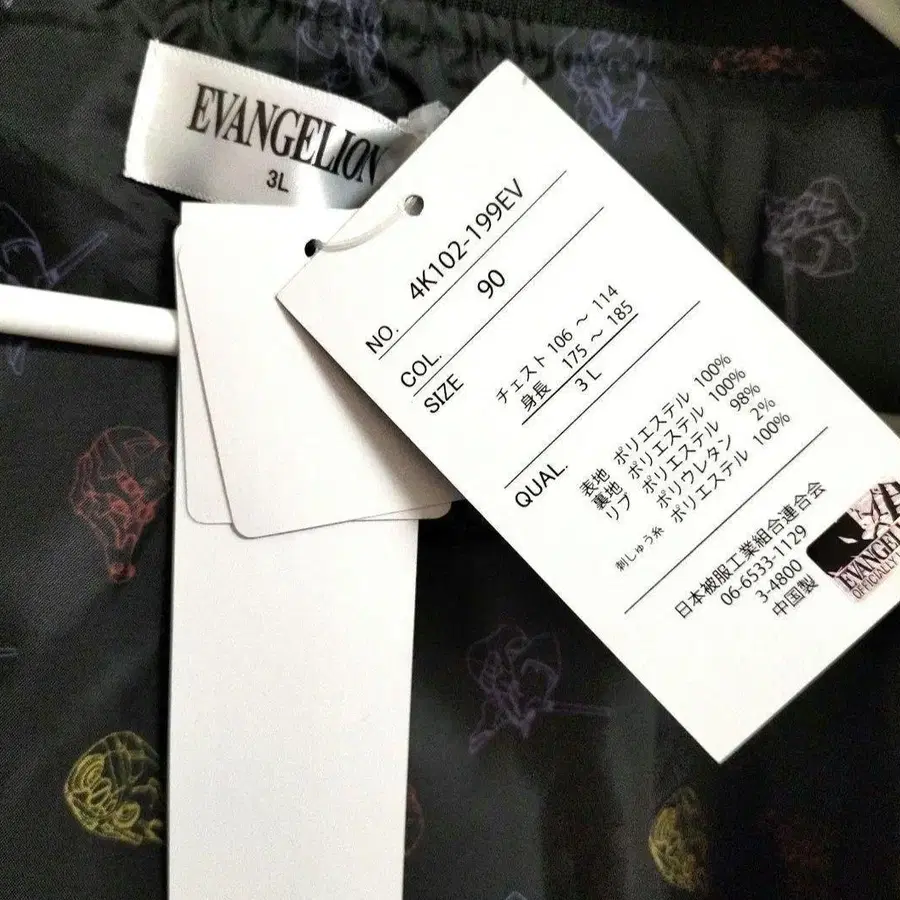 EVANGELION
3L
NO. 4K102-199EV
COL. 90
SIZE チェスト 106 ～ 114
身長 175 ～ 185
3L
QUAL. 表地 ポリエステル 100%
裏地 ポリエステル 100%
リブ ポリエステル 98%
ポリウレタン 2%
刺しゅう糸 ポリエステル 100%
日本被服工業組合連合会
06-6533-1129
3-4800
中国製
EVANGEL
OFFICIALLY